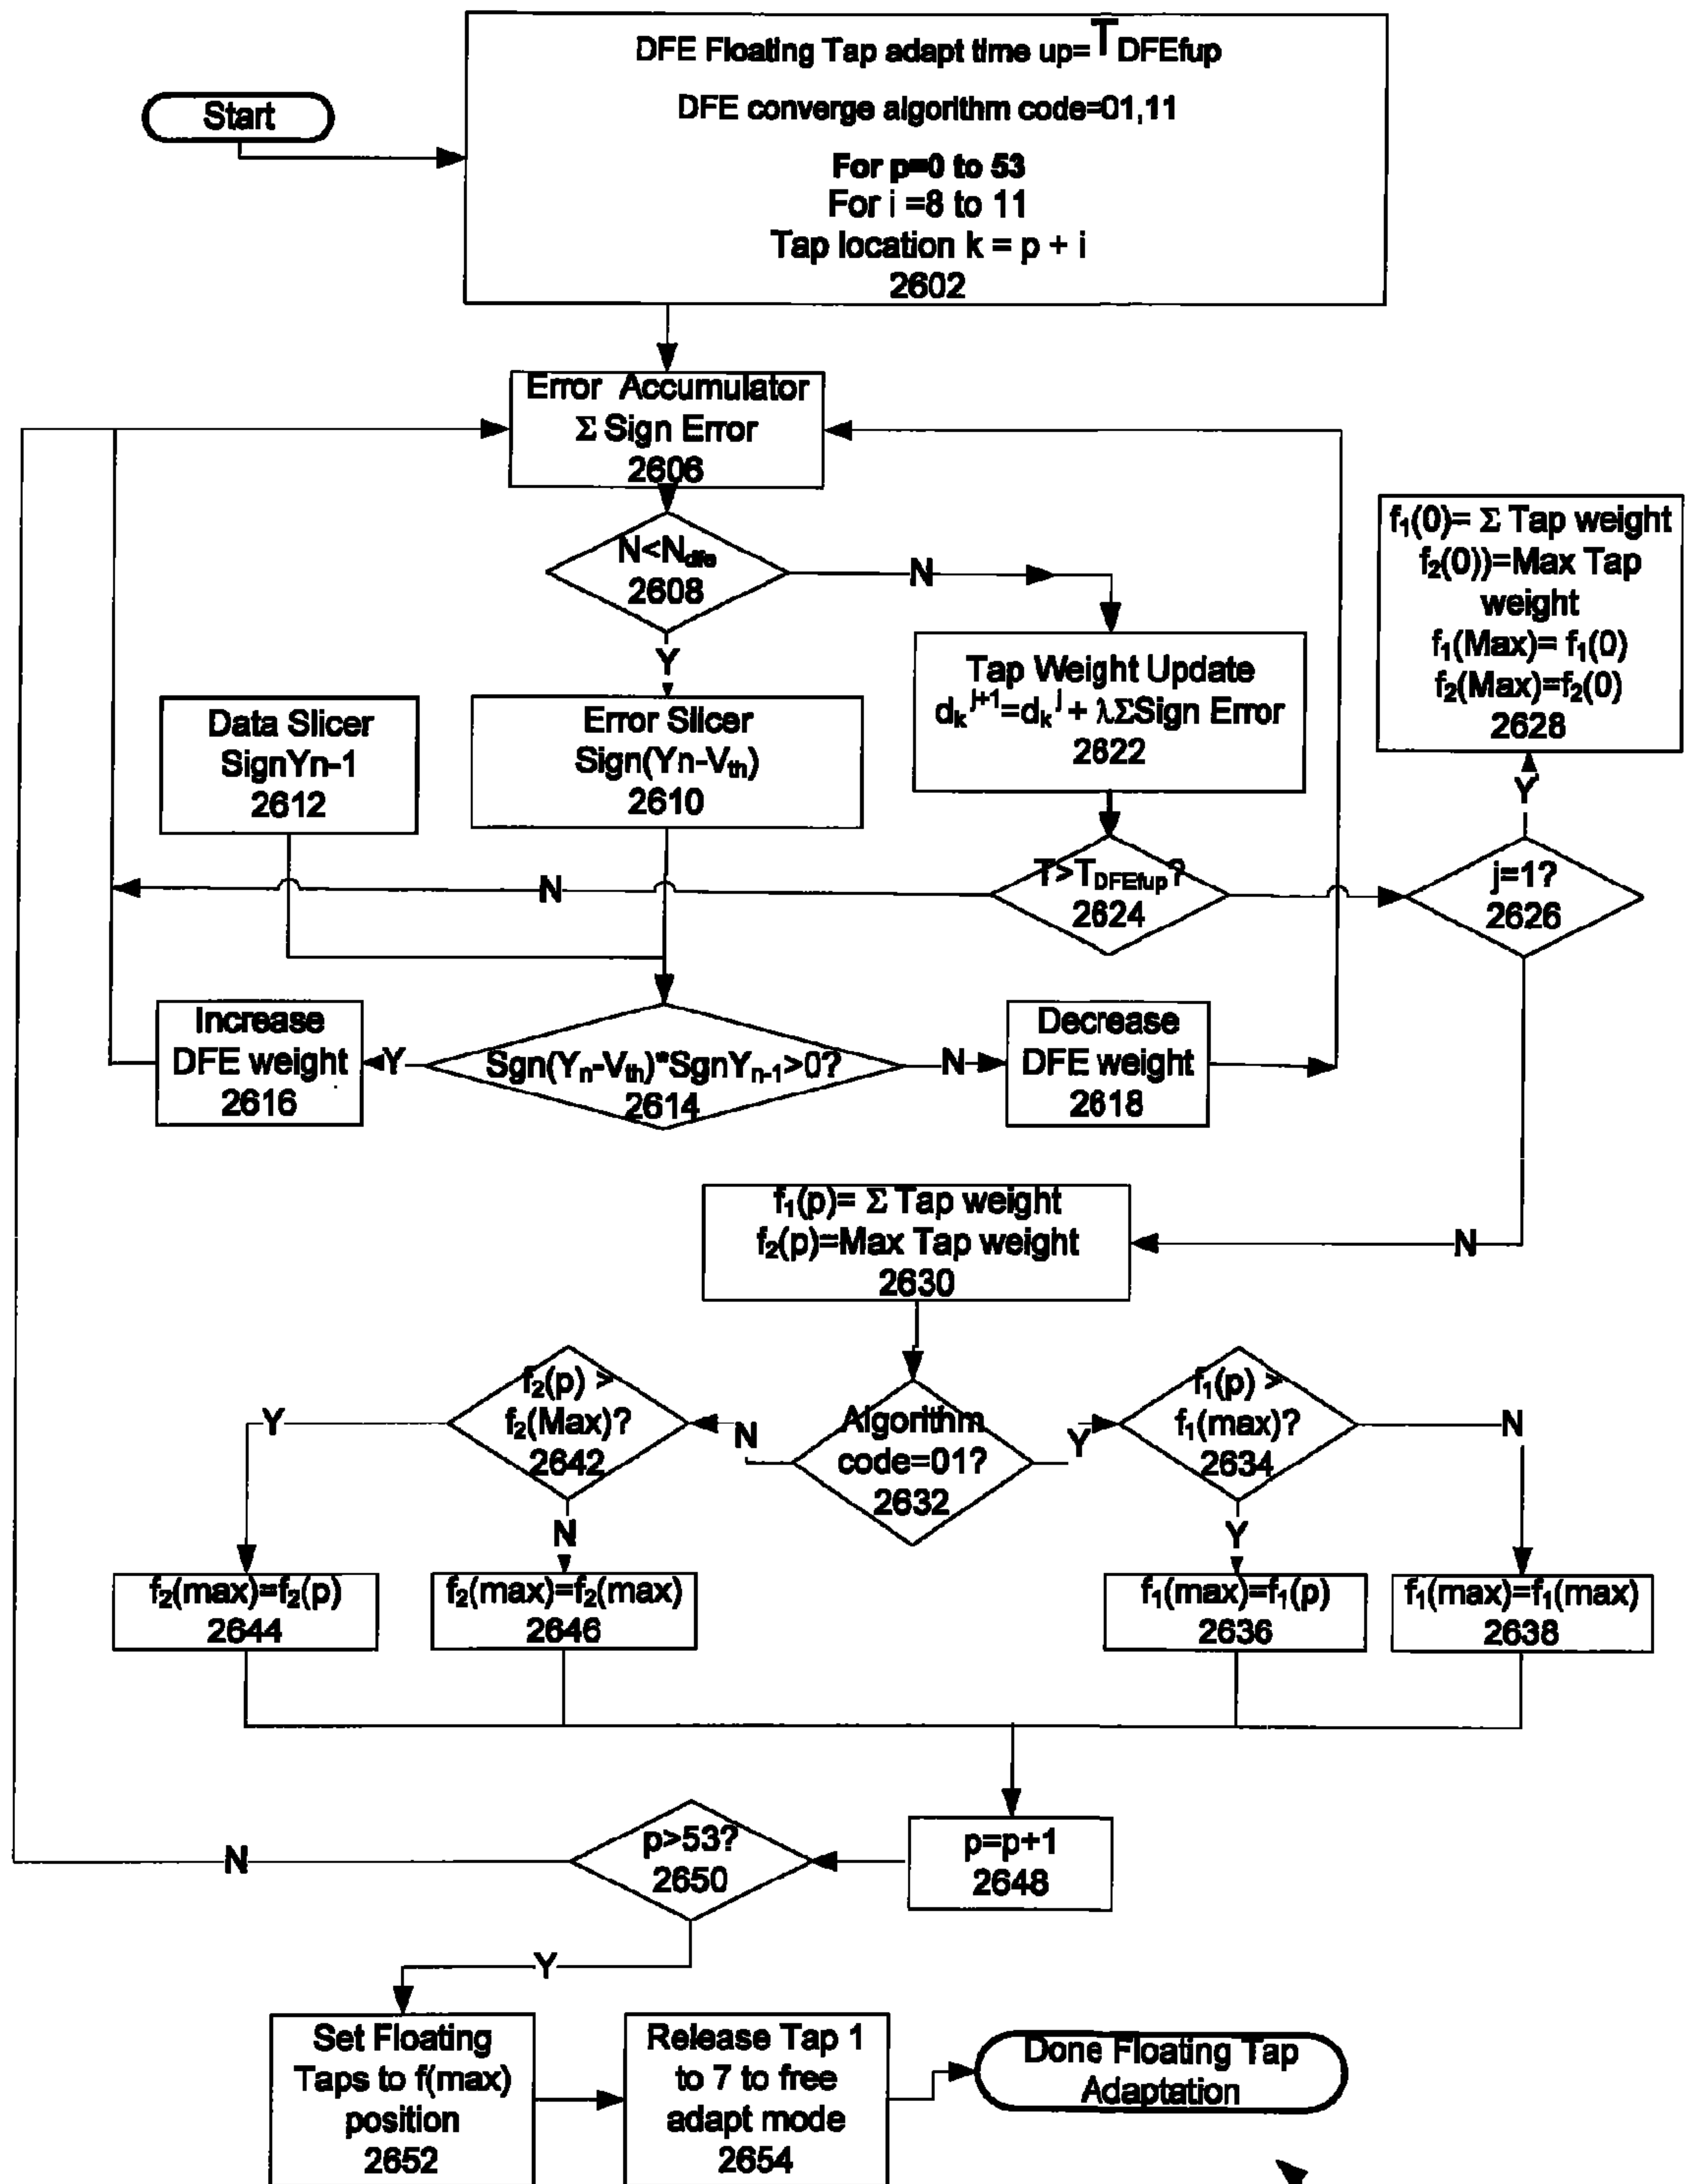 DFE Floating Tap adapt time up=TDFEfup
DFE converge algorithm code=01,11
For p=0 to 53
For i =8 to 11
Tap location k = p + i
2602
Start
Error Accumulator
Σ Sign Error
2606
N<Ndfe
2608
N
Y
f₁(0)= Σ Tap weight
f₂(0))=Max Tap
weight
f₁(Max)= f₁(0)
f₂(Max)=f₂(0)
2628
Tap Weight Update
dₖʲ⁺¹=dₖʲ + λΣSign Error
2622
Data Slicer
SignYn-1
2612
Error Slicer
Sign(Yn-Vth)
2610
Y
T>TDFEfup?
2624
N
j=1?
2626
Increase
DFE weight
2616
Y
Sgn(Yn-Vth)*SgnYn-1>0?
2614
N
Decrease
DFE weight
2618
f₁(p)= Σ Tap weight
f₂(p)=Max Tap weight
2630
N
f₂(p) >
f₂(Max)?
2642
Y
N
Algorithm
code=01?
2632
N
Y
f₁(p) >
f₁(max)?
2634
N
Y
f₂(max)=f₂(p)
2644
f₂(max)=f₂(max)
2646
f₁(max)=f₁(p)
2636
f₁(max)=f₁(max)
2638
p>53?
2650
N
p=p+1
2648
Y
Set Floating
Taps to f(max)
position
2652
Release Tap 1
to 7 to free
adapt mode
2654
Done Floating Tap
Adaptation